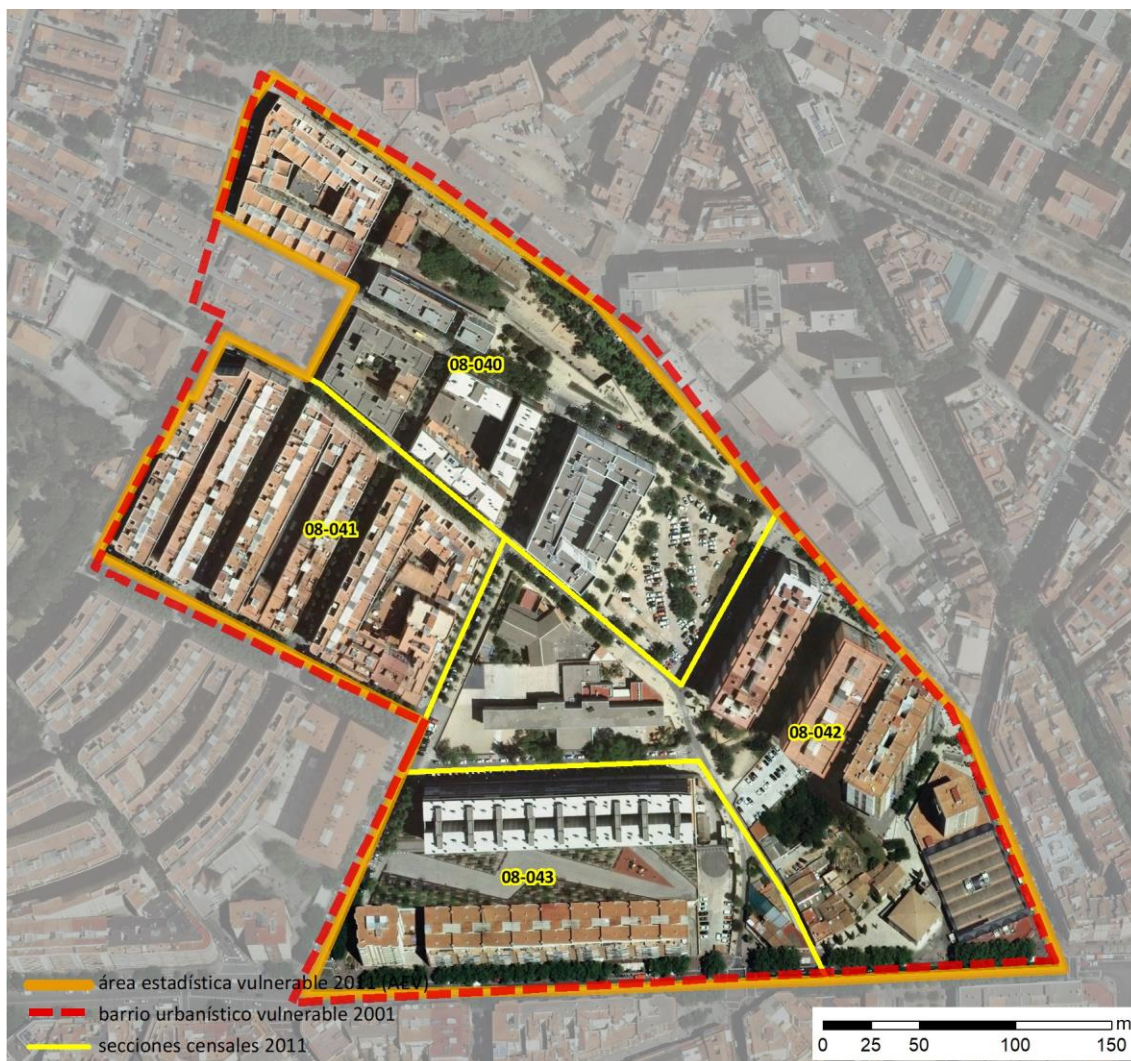 08-040
08-041
08-042
08-043
área estadística vulnerable 2011 (AEV)
barrio urbanístico vulnerable 2001
secciones censales 2011
m
0 25 50 100 150